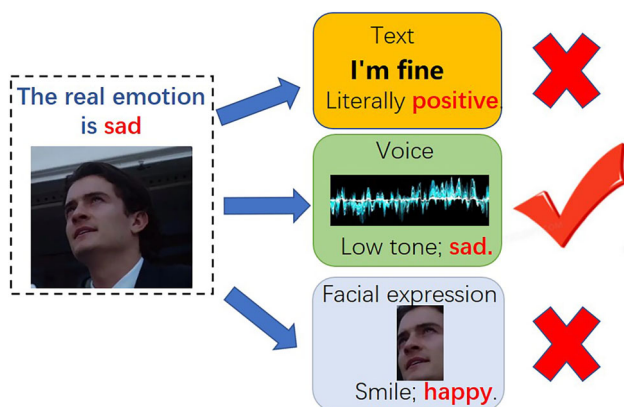 The real emotion
is sad
Text
I'm fine
Literally positive.
Voice
Low tone; sad.
Facial expression
Smile; happy.